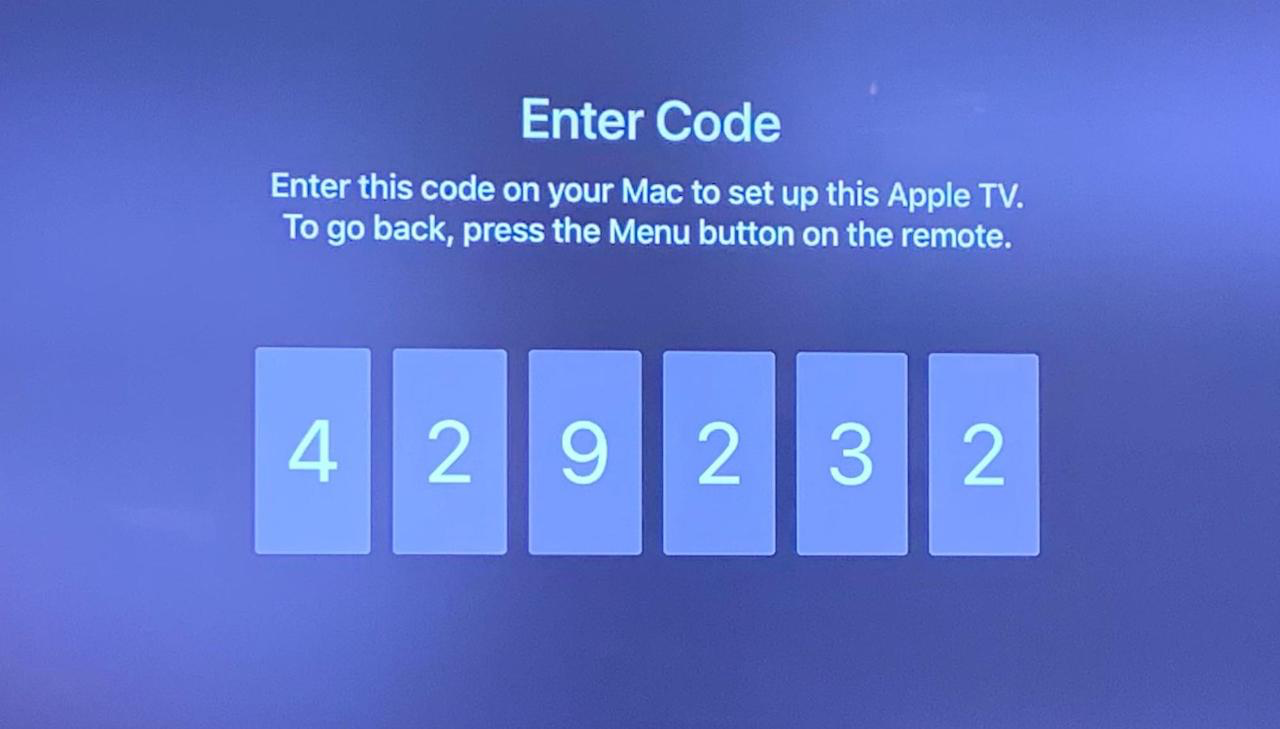 Enter Code
Enter this code on your Mac to set up this Apple TV.
To go back, press the Menu button on the remote.
4 2 9 2 3 2